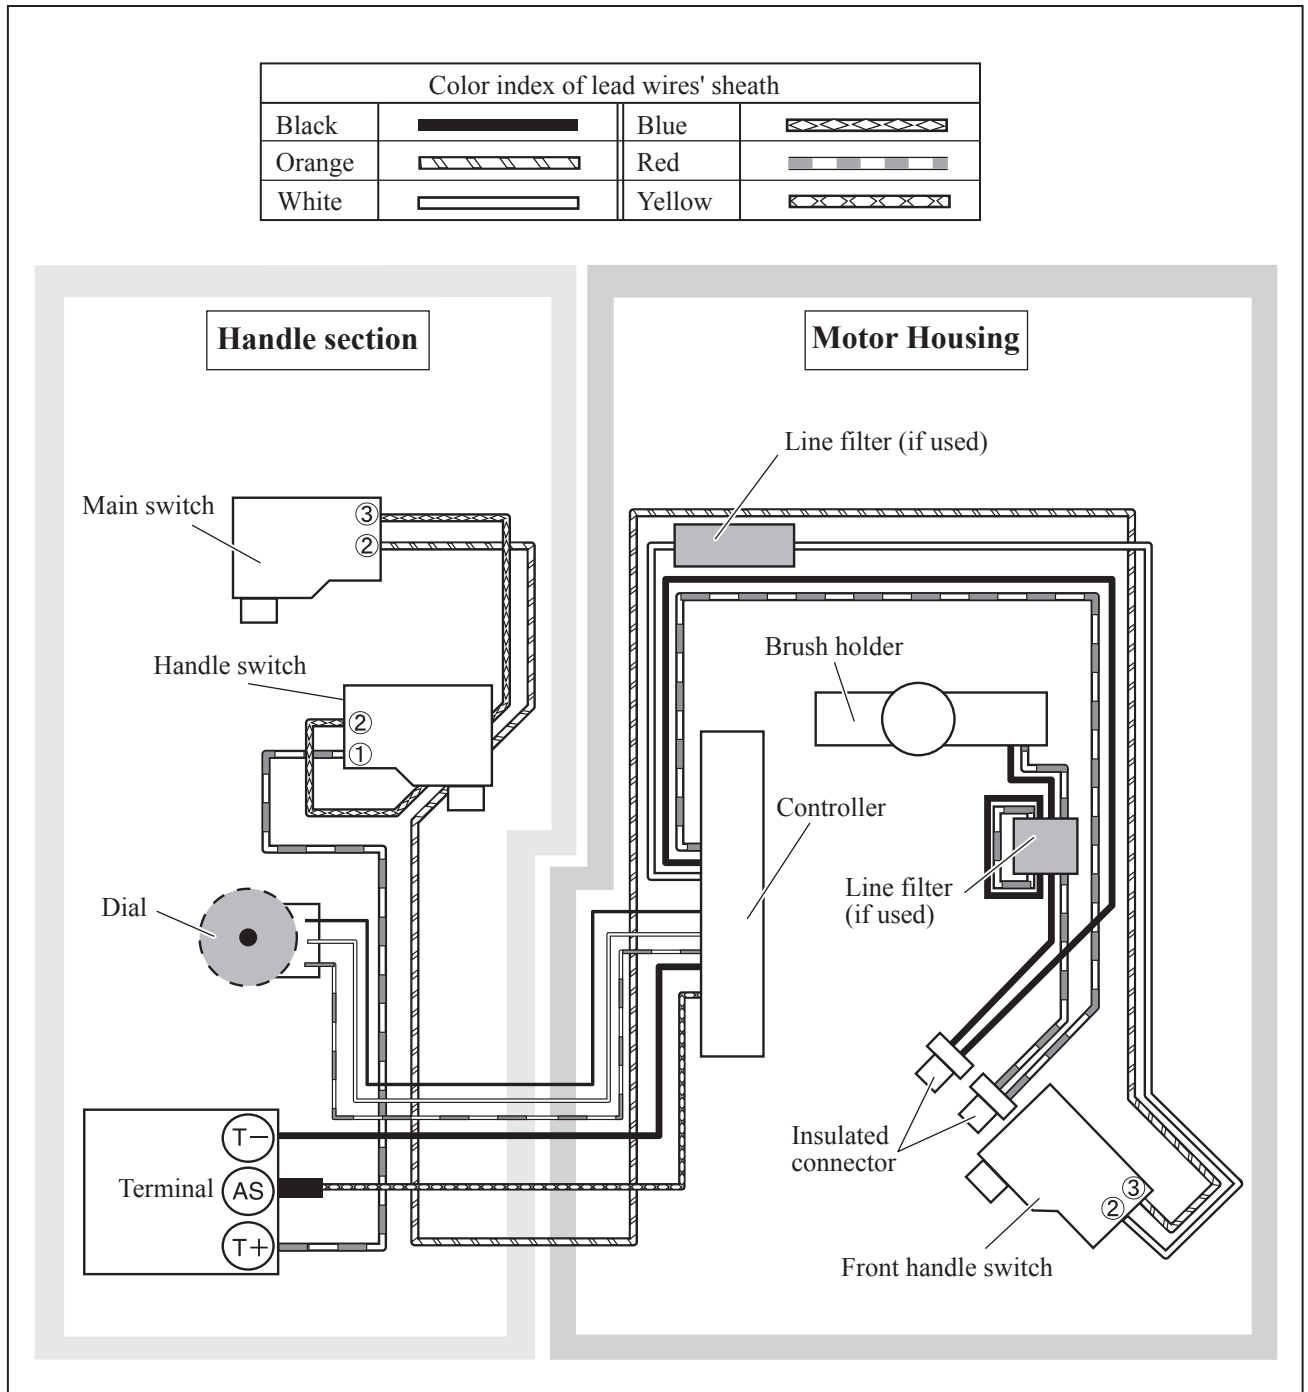 Color index of lead wires' sheath
Black
Blue
Orange
Red
White
Yellow
Handle section
Motor Housing
Line filter (if used)
Main switch
③
②
Handle switch
②
①
Brush holder
Controller
Line filter
(if used)
Dial
Terminal
T−
AS
T+
Insulated
connector
③
②
Front handle switch